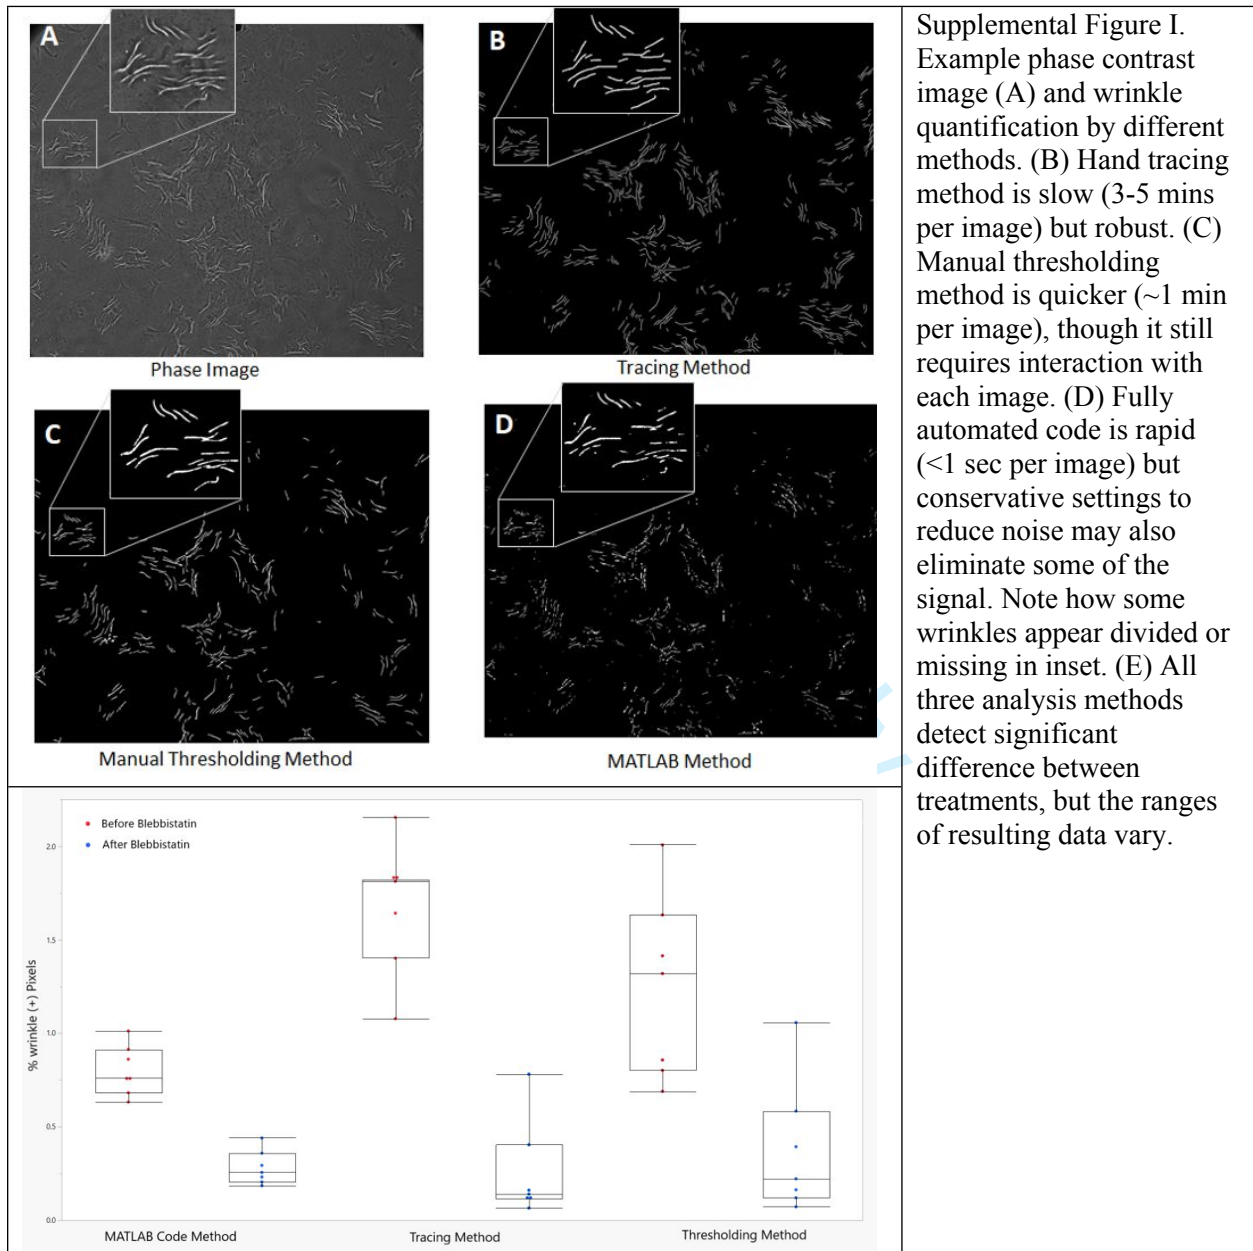 A
Phase Image
B
Tracing Method
C
Manual Thresholding Method
D
MATLAB Method
Supplemental Figure I.
Example phase contrast
image (A) and wrinkle
quantification by different
methods. (B) Hand tracing
method is slow (3-5 mins
per image) but robust. (C)
Manual thresholding
method is quicker (~1 min
per image), though it still
requires interaction with
each image. (D) Fully
automated code is rapid
(<1 sec per image) but
conservative settings to
reduce noise may also
eliminate some of the
signal. Note how some
wrinkles appear divided or
missing in inset. (E) All
three analysis methods
detect significant
difference between
treatments, but the ranges
of resulting data vary.
Before Blebbistatin
After Blebbistatin
% wrinkle (+) Pixels
2.0
1.5
1.0
0.5
0.0
MATLAB Code Method
Tracing Method
Thresholding Method